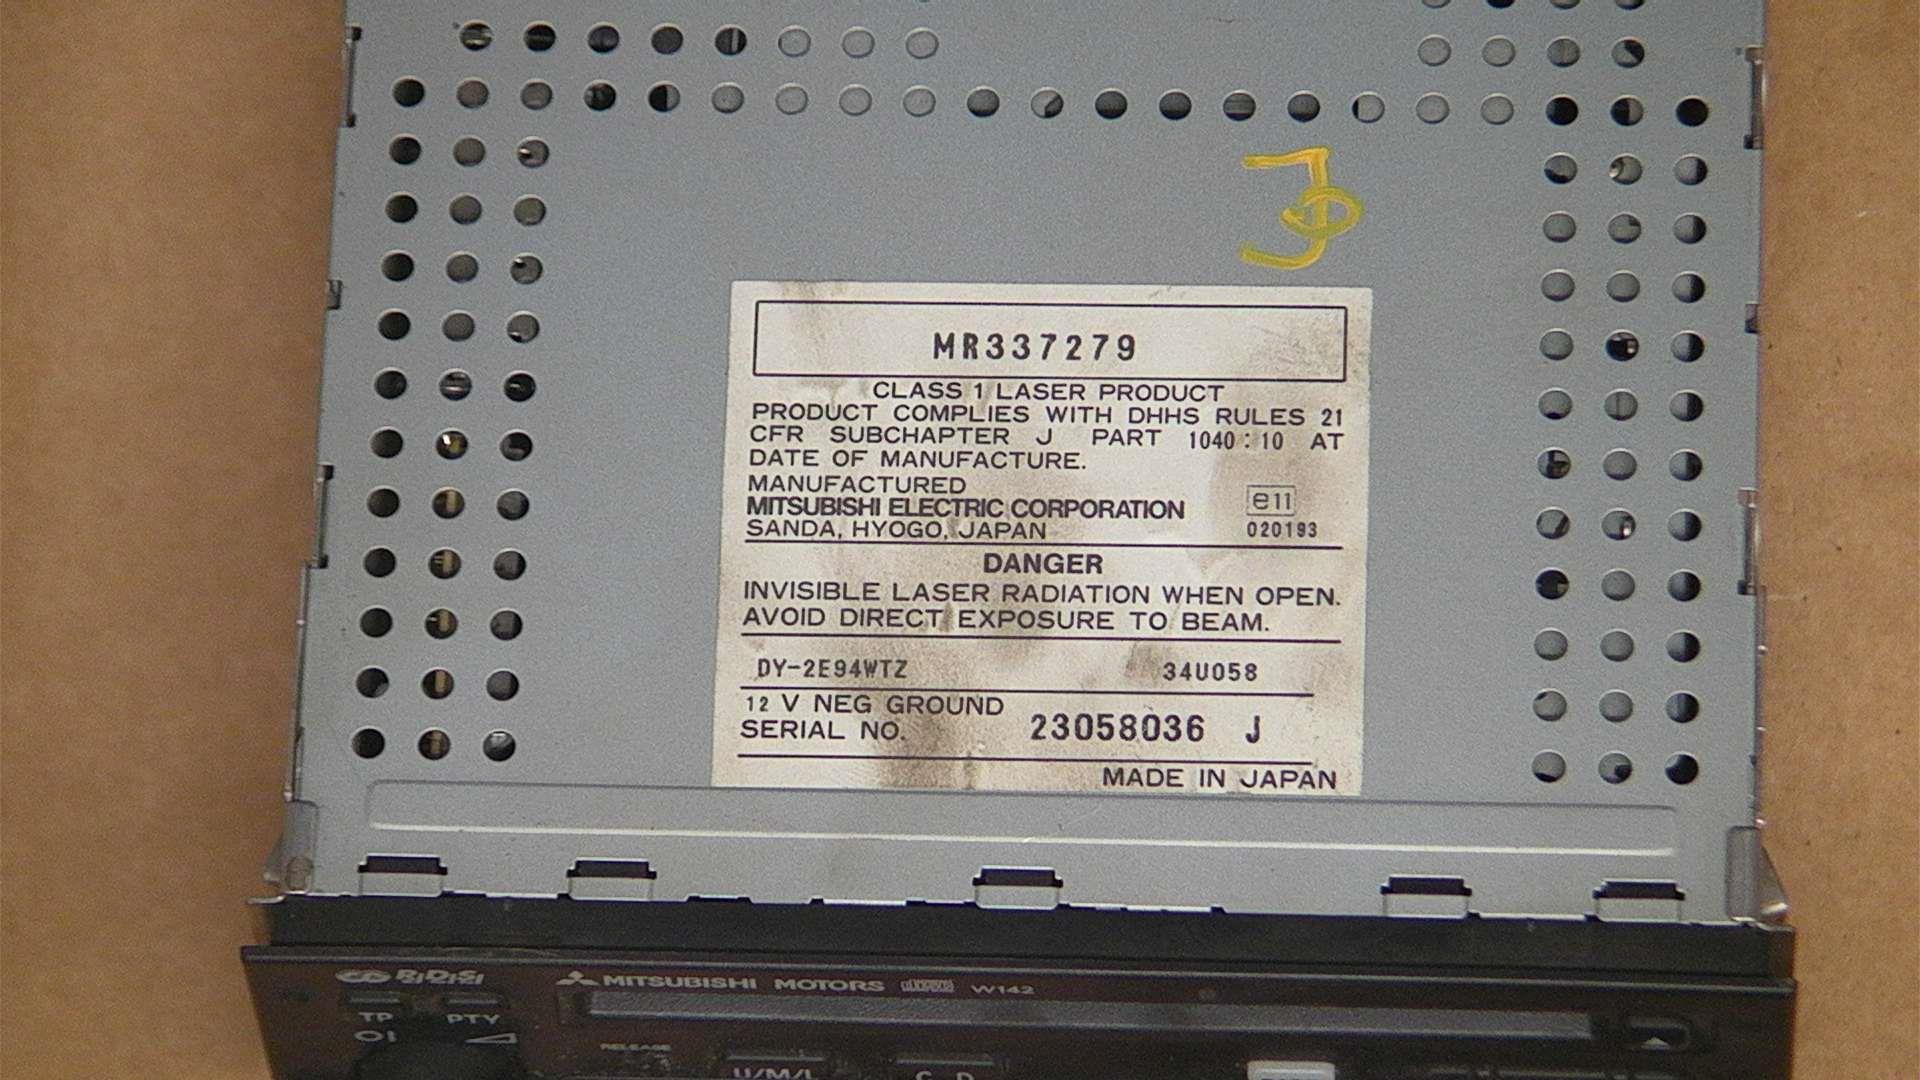 MR337279
CLASS 1 LASER PRODUCT
PRODUCT COMPLIES WITH DHHS RULES 21
CFR SUBCHAPTER J PART 1040:10 AT
DATE OF MANUFACTURE.
MANUFACTURED
MITSUBISHI ELECTRIC CORPORATION e11
SANDA, HYOGO, JAPAN 020193
DANGER
INVISIBLE LASER RADIATION WHEN OPEN.
AVOID DIRECT EXPOSURE TO BEAM.
DY-2E94WTZ 34U058
12 V NEG GROUND
SERIAL NO. 23058036 J
MADE IN JAPAN
R·D·S MITSUBISHI MOTORS W142
TP PTY
RELEASE
U/M/L C D